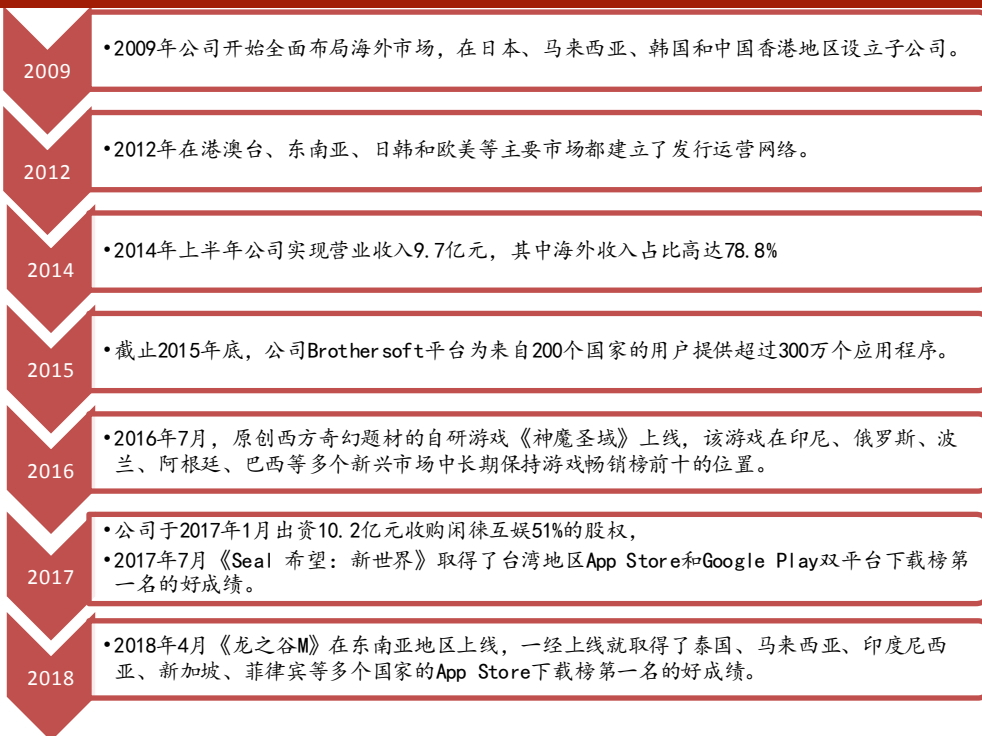 2009
•2009年公司开始全面布局海外市场，在日本、马来西亚、韩国和中国香港地区设立子公司。
2012
•2012年在港澳台、东南亚、日韩和欧美等主要市场都建立了发行运营网络。
2014
•2014年上半年公司实现营业收入9.7亿元，其中海外收入占比高达78.8%
2015
•截止2015年底，公司Brothersoft平台为来自200个国家的用户提供超过300万个应用程序。
2016
•2016年7月，原创西方奇幻题材的自研游戏《神魔圣域》上线，该游戏在印尼、俄罗斯、波
兰、阿根廷、巴西等多个新兴市场中长期保持游戏畅销榜前十的位置。
2017
•公司于2017年1月出资10.2亿元收购闲徕互娱51%的股权，
•2017年7月《Seal 希望：新世界》取得了台湾地区App Store和Google Play双平台下载榜第
一名的好成绩。
2018
•2018年4月《龙之谷M》在东南亚地区上线，一经上线就取得了泰国、马来西亚、印度尼西
亚、新加坡、菲律宾等多个国家的App Store下载榜第一名的好成绩。